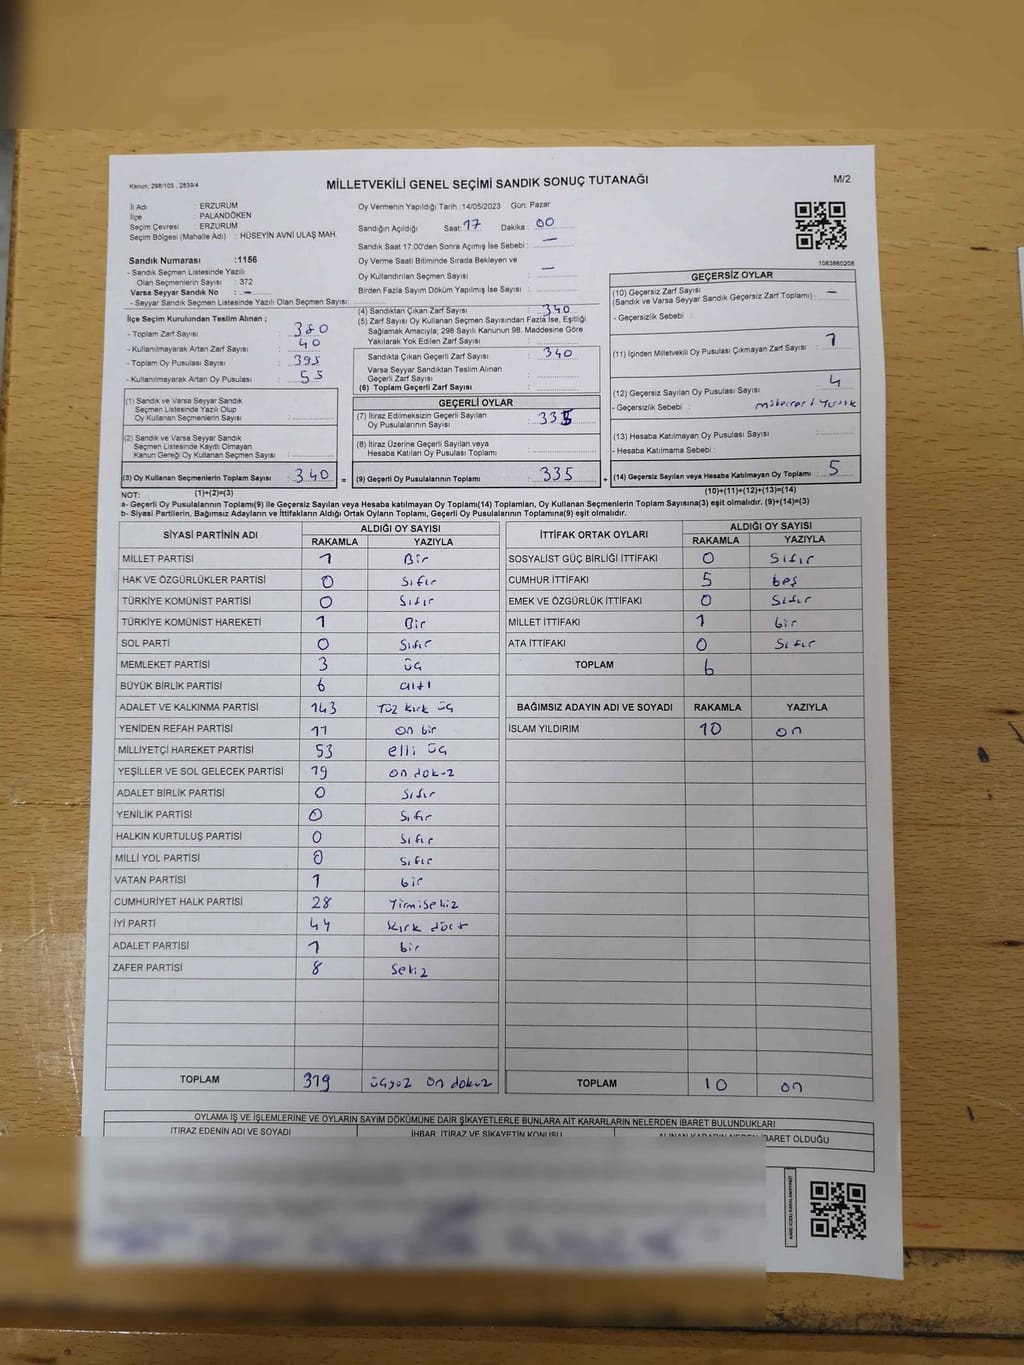 Kanun: 298/105 , 2839/4
MİLLETVEKİLİ GENEL SEÇİMİ SANDIK SONUÇ TUTANAĞI
M/2
İl Adı : ERZURUM
İlçe : PALANDÖKEN
Seçim Çevresi : ERZURUM
Seçim Bölgesi (Mahalle Adı) : HÜSEYİN AVNİ ULAŞ MAH.
Sandık Numarası :1156
- Sandık Seçmen Listesinde Yazılı
Olan Seçmenlerin Sayısı : 372
Varsa Seyyar Sandık No : -
- Seyyar Sandık Seçmen Listesinde Yazılı Olan Seçmen Sayısı:
Oy Vermenin Yapıldığı Tarih :14/05/2023 Gün: Pazar
Sandığın Açıldığı Saat: 17 Dakika : 00
Sandık Saat 17:00'den Sonra Açımış İse Sebebi : -
Oy Verme Saati Bitiminde Sırada Bekleyen ve
Oy Kullandırılan Seçmen Sayısı : -
Birden Fazla Sayım Döküm Yapılmış İse Sayısı :
1083860208
İlçe Seçim Kurulundan Teslim Alınan ;
- Toplam Zarf Sayısı : 380
- Kullanılmayarak Artan Zarf Sayısı : 40
- Toplam Oy Pusulası Sayısı : 395
- Kullanılmayarak Artan Oy Pusulası : 55
(1) Sandık ve Varsa Seyyar Sandık
Seçmen Listesinde Yazılı Olup
Oy Kullanan Seçmenlerin Sayısı :
(2) Sandık ve Varsa Seyyar Sandık
Seçmen Listesinde Kayıtlı Olmayan
Kanun Gereği Oy Kullanan Seçmen Sayısı :
(3) Oy Kullanan Seçmenlerin Toplam Sayısı : 340
(1)+(2)=(3)
(4) Sandıktan Çıkan Zarf Sayısı : 340
(5) Zarf Sayısı Oy Kullanan Seçmen Sayısından Fazla İse, Eşitliği
Sağlamak Amacıyla; 298 Sayılı Kanunun 98. Maddesine Göre
Yakılarak Yok Edilen Zarf Sayısı :
Sandıkta Çıkan Geçerli Zarf Sayısı : 340
Varsa Seyyar Sandıktan Teslim Alınan
Geçerli Zarf Sayısı :
(6) Toplam Geçerli Zarf Sayısı :
GEÇERLİ OYLAR
(7) İtiraz Edilmeksizin Geçerli Sayılan
Oy Pusulalarının Sayısı : 335
(8) İtiraz Üzerine Geçerli Sayılan veya
Hesaba Katılan Oy Pusulası Toplamı :
= (9) Geçerli Oy Pusulalarının Toplamı : 335
GEÇERSİZ OYLAR
(10) Geçersiz Zarf Sayısı
(Sandık ve Varsa Seyyar Sandık Geçersiz Zarf Toplamı) : -
- Geçersizlik Sebebi :
(11) İçinden Milletvekili Oy Pusulası Çıkmayan Zarf Sayısı : 1
(12) Geçersiz Sayılan Oy Pusulası Sayısı : 4
- Geçersizlik Sebebi :
(13) Hesaba Katılmayan Oy Pusulası Sayısı :
- Hesaba Katılmama Sebebi :
+ (14) Geçersiz Sayılan veya Hesaba Katılmayan Oy Toplamı : 5
(10)+(11)+(12)+(13)=(14)
NOT:
a- Geçerli Oy Pusulasının Toplamı(9) ile Geçersiz Sayılan veya Hesaba katılmayan Oy Toplam(14) Toplamları, Oy Kullanan Seçmenlerin Toplam Sayısına(3) eşit olmalıdır. (9)+(14)=(3)
b- Siyasi Partilerin, Bağımsız Adayların ve İttifakların Aldığı Ortak Oyların Toplamı, Geçerli Oy Pusulalarının Toplamına(9) eşit olmalıdır.
SİYASİ PARTİNİN ADI ALDIĞI OY SAYISI
RAKAMLA YAZIYLA
MİLLET PARTİSİ 1 Bir
HAK VE ÖZGÜRLÜKLER PARTİSİ 0 Sıfır
TÜRKİYE KOMÜNİST PARTİSİ 0 Sıfır
TÜRKİYE KOMÜNİST HAREKETİ 1 Bir
SOL PARTİ 0 Sıfır
MEMLEKET PARTİSİ 3 üç
BÜYÜK BİRLİK PARTİSİ 6 altı
ADALET VE KALKINMA PARTİSİ 143 Yüz kırk üç
YENİDEN REFAH PARTİSİ 11 on bir
MİLLİYETÇİ HAREKET PARTİSİ 53 elli üç
YEŞİLLER VE SOL GELECEK PARTİSİ 19 on dokuz
ADALET BİRLİK PARTİSİ 0 Sıfır
YENİLİK PARTİSİ 0 Sıfır
HALKIN KURTULUŞ PARTİSİ 0 Sıfır
MİLLİ YOL PARTİSİ 0 Sıfır
VATAN PARTİSİ 1 bir
CUMHURİYET HALK PARTİSİ 28 Yirmisekiz
İYİ PARTİ 44 kırk dört
ADALET PARTİSİ 1 bir
ZAFER PARTİSİ 8 Sekiz
TOPLAM 319 üçyüz on dokuz
İTTİFAK ORTAK OYLARI ALDIĞI OY SAYISI
RAKAMLA YAZIYLA
SOSYALİST GÜÇ BİRLİĞİ İTTİFAKI 0 Sıfır
CUMHUR İTTİFAKI 5 beş
EMEK VE ÖZGÜRLÜK İTTİFAKI 0 Sıfır
MİLLET İTTİFAKI 1 bir
ATA İTTİFAKI 0 Sıfır
TOPLAM 6
BAĞIMSIZ ADAYIN ADI VE SOYADI RAKAMLA YAZIYLA
İSLAM YILDIRIM 10 on
TOPLAM 10 on
OYLAMA İŞ VE İŞLEMLERİNE VE OYLARIN SAYIM DÖKÜMÜNE DAİR ŞİKAYETLERLE BUNLARA AİT KARARLARIN NELERDEN İBARET BULUNDUKLARI
İTİRAZ EDENİN ADI VE SOYADI İHBAR, İTİRAZ VE ŞİKAYETİN KONUSU ALINAN KARARIN NEDEN İBARET OLDUĞU